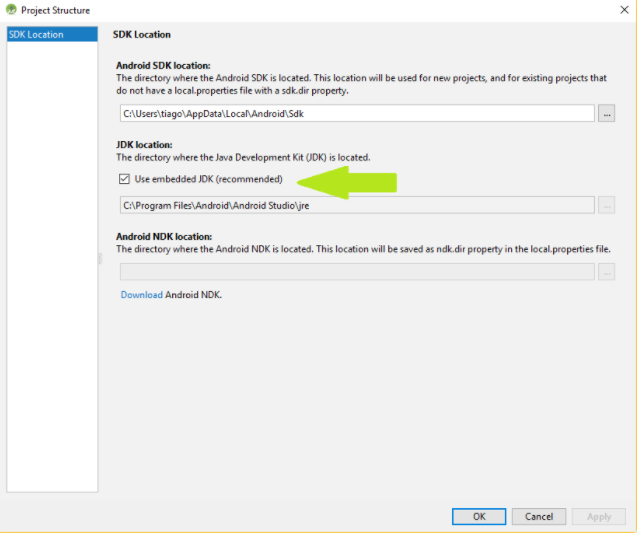 Project Structure
SDK Location
SDK Location
Android SDK location:
The directory where the Android SDK is located. This location will be used for new projects, and for existing projects that
do not have a local.properties file with a sdk.dir property.
C:\Users\tiago\AppData\Local\Android\Sdk
...
JDK location:
The directory where the Java Development Kit (JDK) is located.
Use embedded JDK (recommended)
C:\Program Files\Android\Android Studio\jre
...
Android NDK location:
The directory where the Android NDK is located. This location will be saved as ndk.dir property in the local.properties file.
...
Download Android NDK.
OK
Cancel
Apply